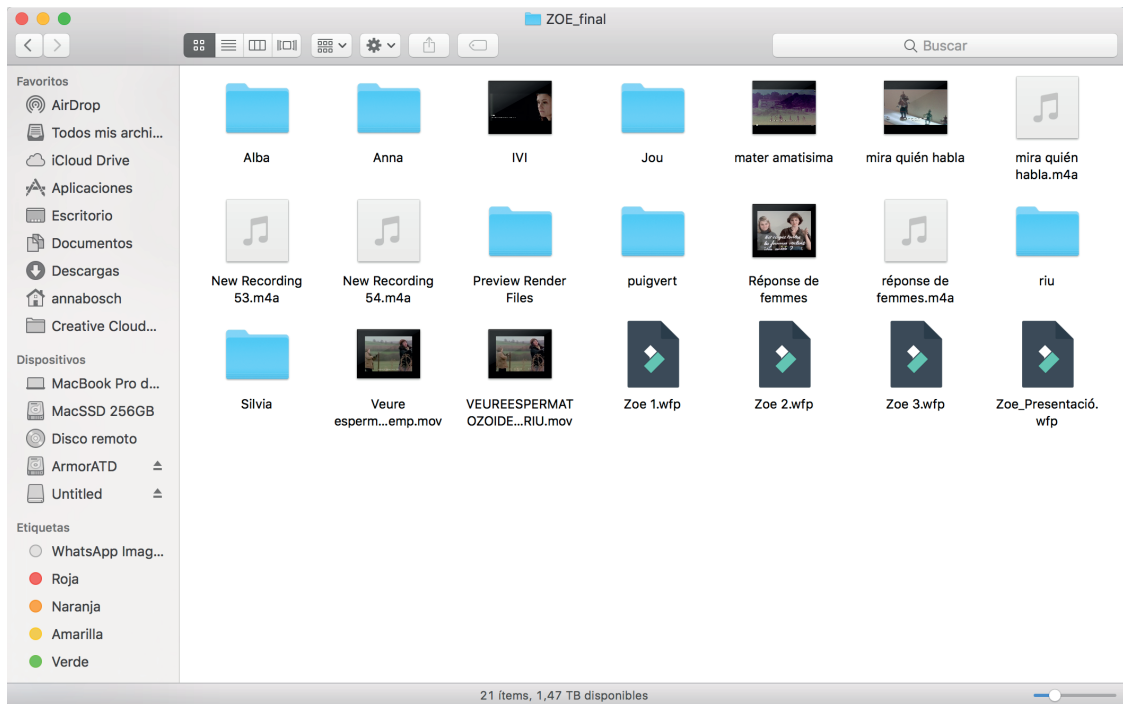 ZOE_final
Buscar
Favoritos
AirDrop
Todos mis archi...
iCloud Drive
Aplicaciones
Escritorio
Documentos
Descargas
annabosch
Creative Cloud...
Dispositivos
MacBook Pro d...
MacSSD 256GB
Disco remoto
ArmorATD
Untitled
Etiquetas
WhatsApp Imag...
Roja
Naranja
Amarilla
Verde
Alba
Anna
IVI
Jou
mater amatisima
mira quién habla
mira quién
habla.m4a
New Recording
53.m4a
New Recording
54.m4a
Preview Render
Files
puigvert
Réponse de
femmes
réponse de
femmes.m4a
riu
Silvia
Veure
esperm...emp.mov
VEUREESPERMAT
OZOIDE...RIU.mov
Zoe 1.wfp
Zoe 2.wfp
Zoe 3.wfp
Zoe_Presentació.
wfp
21 ítems, 1,47 TB disponibles